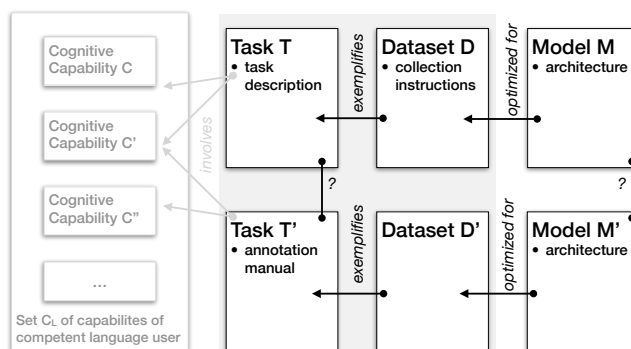 Cognitive
Capability C
Cognitive
Capability C'
Cognitive
Capability C"
...
Set CL of capabilites of
competent language user
involves
Task T
• task
description
exemplifies
Dataset D
• collection
instructions
optimized for
Model M
• architecture
?
?
Task T'
• annotation
manual
exemplifies
Dataset D'
optimized for
Model M'
• architecture